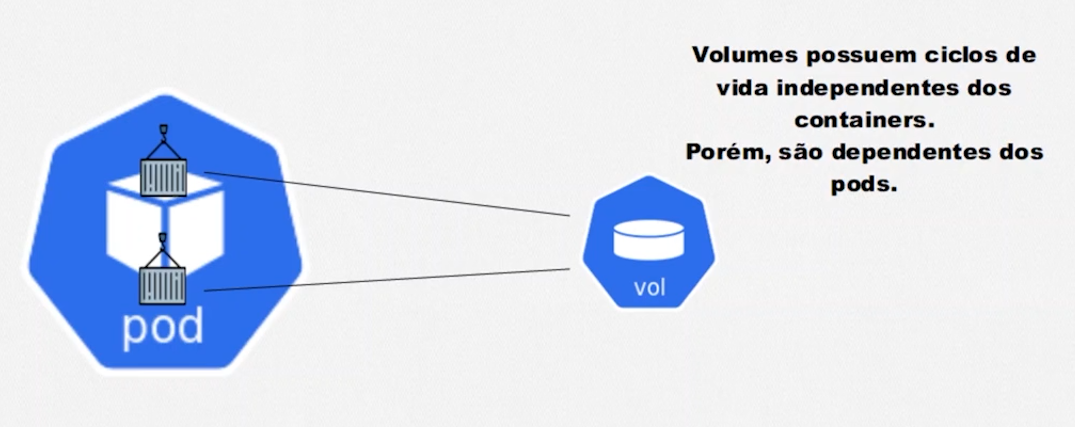 Volumes possuem ciclos de
vida independentes dos
containers.
Porém, são dependentes dos
pods.
pod
vol